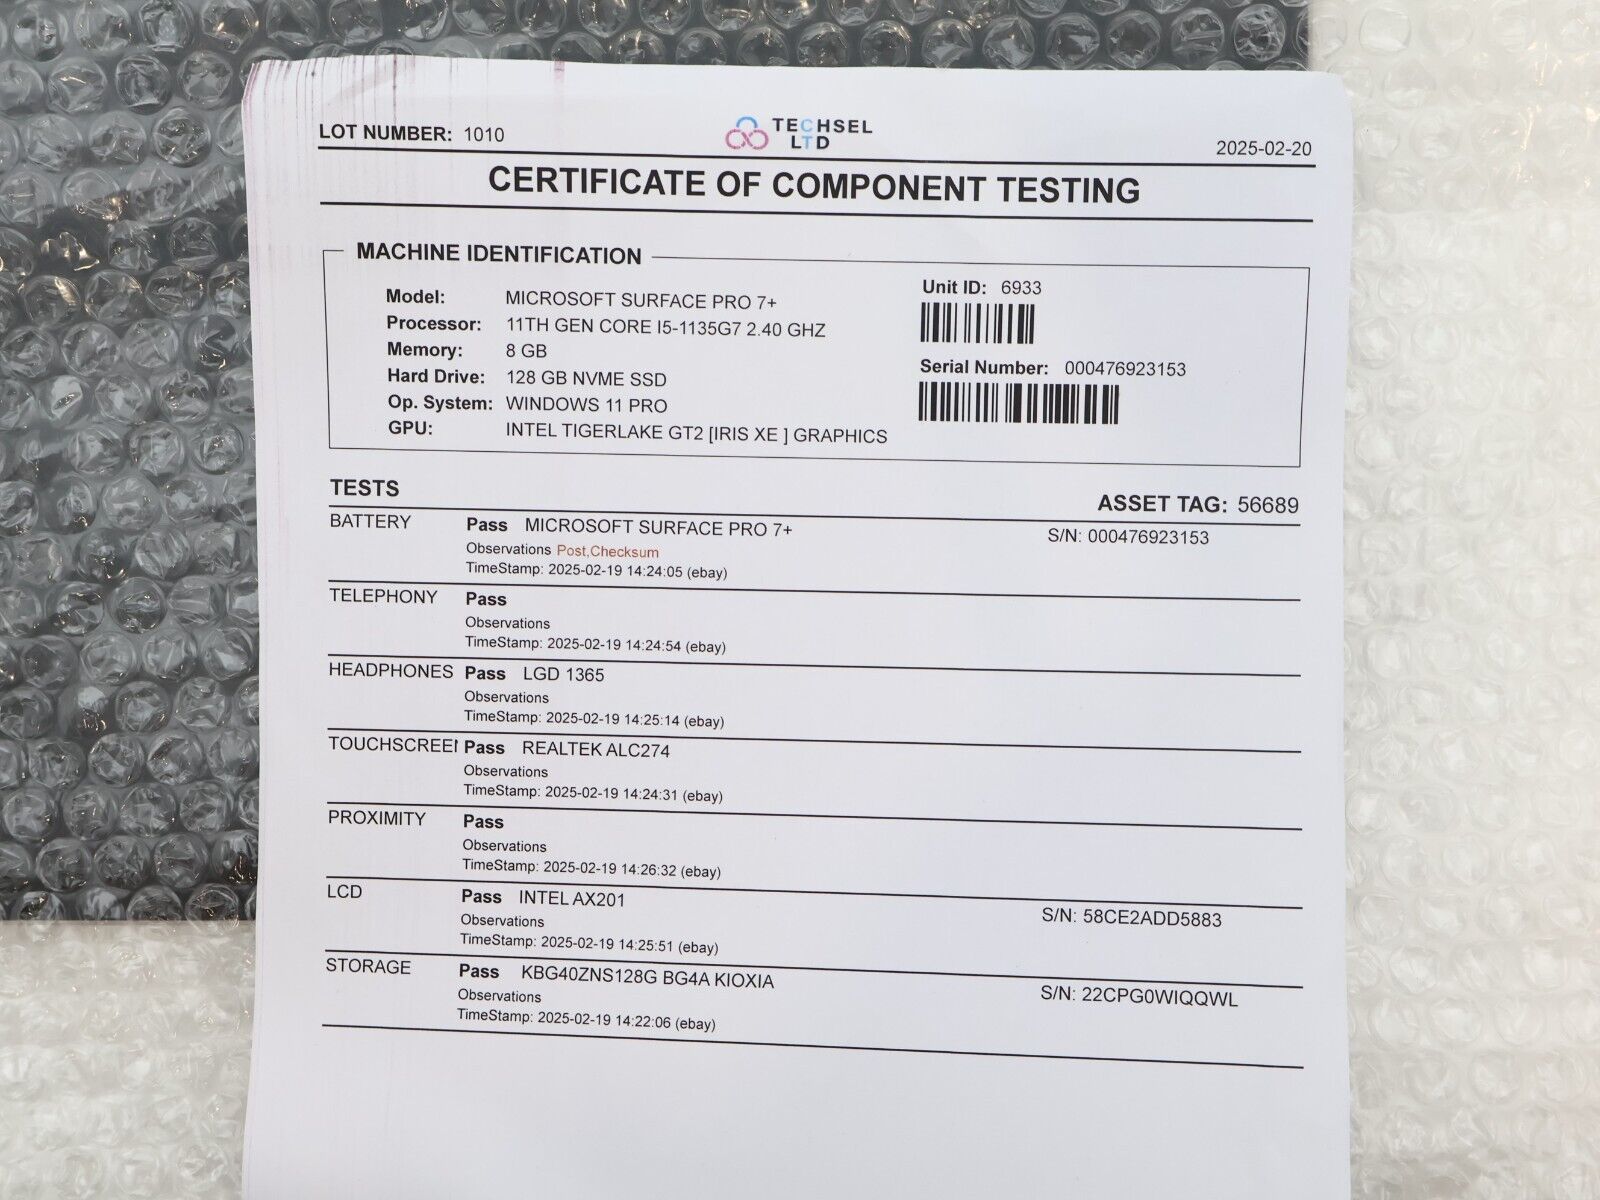 LOT NUMBER: 1010
TECHSEL
LTD
2025-02-20
CERTIFICATE OF COMPONENT TESTING
MACHINE IDENTIFICATION
Model: MICROSOFT SURFACE PRO 7+
Processor: 11TH GEN CORE I5-1135G7 2.40 GHZ
Memory: 8 GB
Hard Drive: 128 GB NVME SSD
Op. System: WINDOWS 11 PRO
GPU: INTEL TIGERLAKE GT2 [IRIS XE ] GRAPHICS
Unit ID: 6933
Serial Number: 000476923153
TESTS
ASSET TAG: 56689
BATTERY Pass MICROSOFT SURFACE PRO 7+ S/N: 000476923153
Observations Post,Checksum
TimeStamp: 2025-02-19 14:24:05 (ebay)
TELEPHONY Pass
Observations
TimeStamp: 2025-02-19 14:24:54 (ebay)
HEADPHONES Pass LGD 1365
Observations
TimeStamp: 2025-02-19 14:25:14 (ebay)
TOUCHSCREEN Pass REALTEK ALC274
Observations
TimeStamp: 2025-02-19 14:24:31 (ebay)
PROXIMITY Pass
Observations
TimeStamp: 2025-02-19 14:26:32 (ebay)
LCD Pass INTEL AX201 S/N: 58CE2ADD5883
Observations
TimeStamp: 2025-02-19 14:25:51 (ebay)
STORAGE Pass KBG40ZNS128G BG4A KIOXIA S/N: 22CPG0WIQQWL
Observations
TimeStamp: 2025-02-19 14:22:06 (ebay)